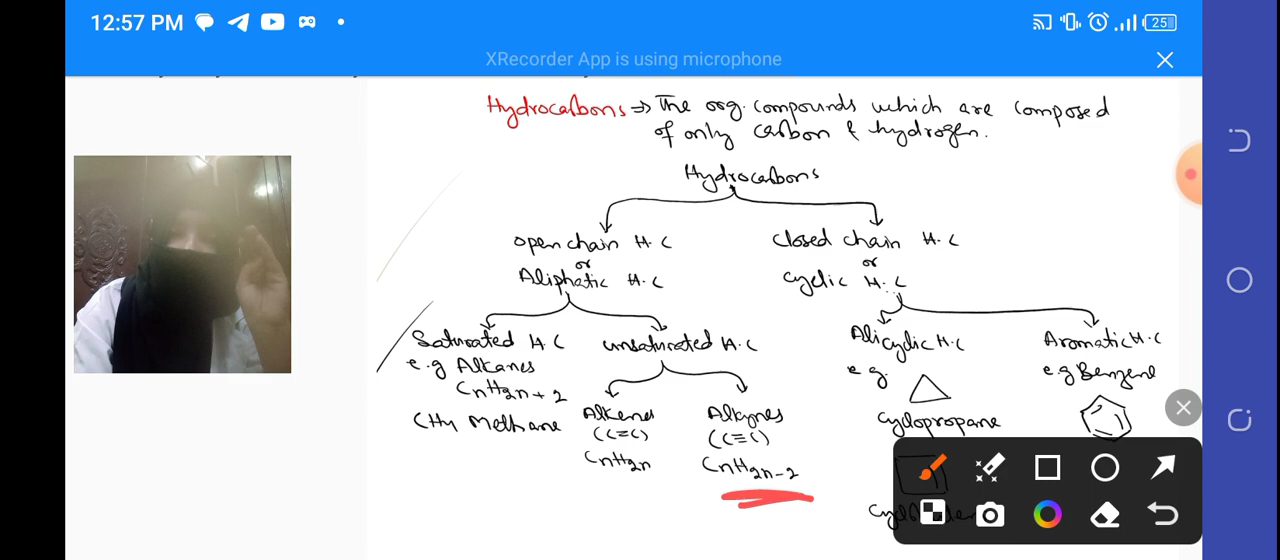 12:57 PM
25
XRecorder App is using microphone
Hydrocarbons → The org. compounds which are composed
of only carbon & hydrogen.
Hydrocarbons
open chain H.C
or
Aliphatic H.C
closed chain H.C
or
cyclic H.C
Saturated H.C
e.g Alkanes
CnH2n+2
CH4 Methane
unsaturated H.C
Alkenes
(C=C)
CnH2n
Alkynes
(C≡C)
CnH2n-2
Alicyclic H.C
e.g.
cyclopropane
Aromatic H.C
e.g Benzene